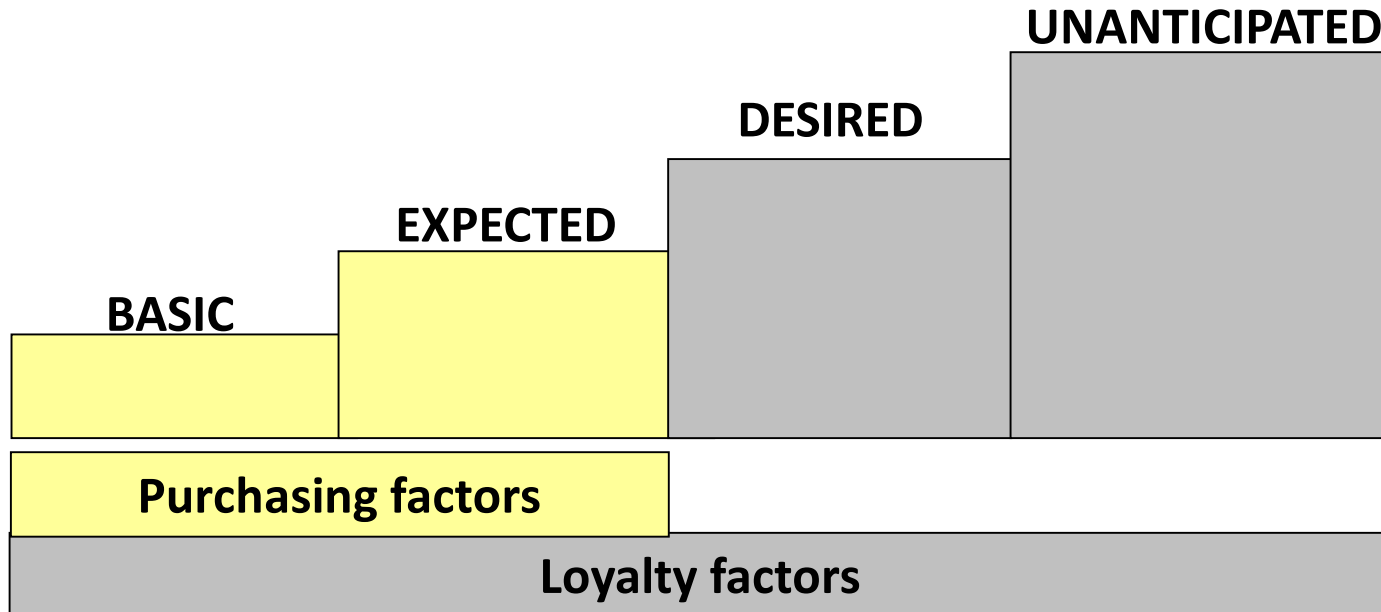 UNANTICIPATED
DESIRED
EXPECTED
BASIC
Purchasing factors
Loyalty factors